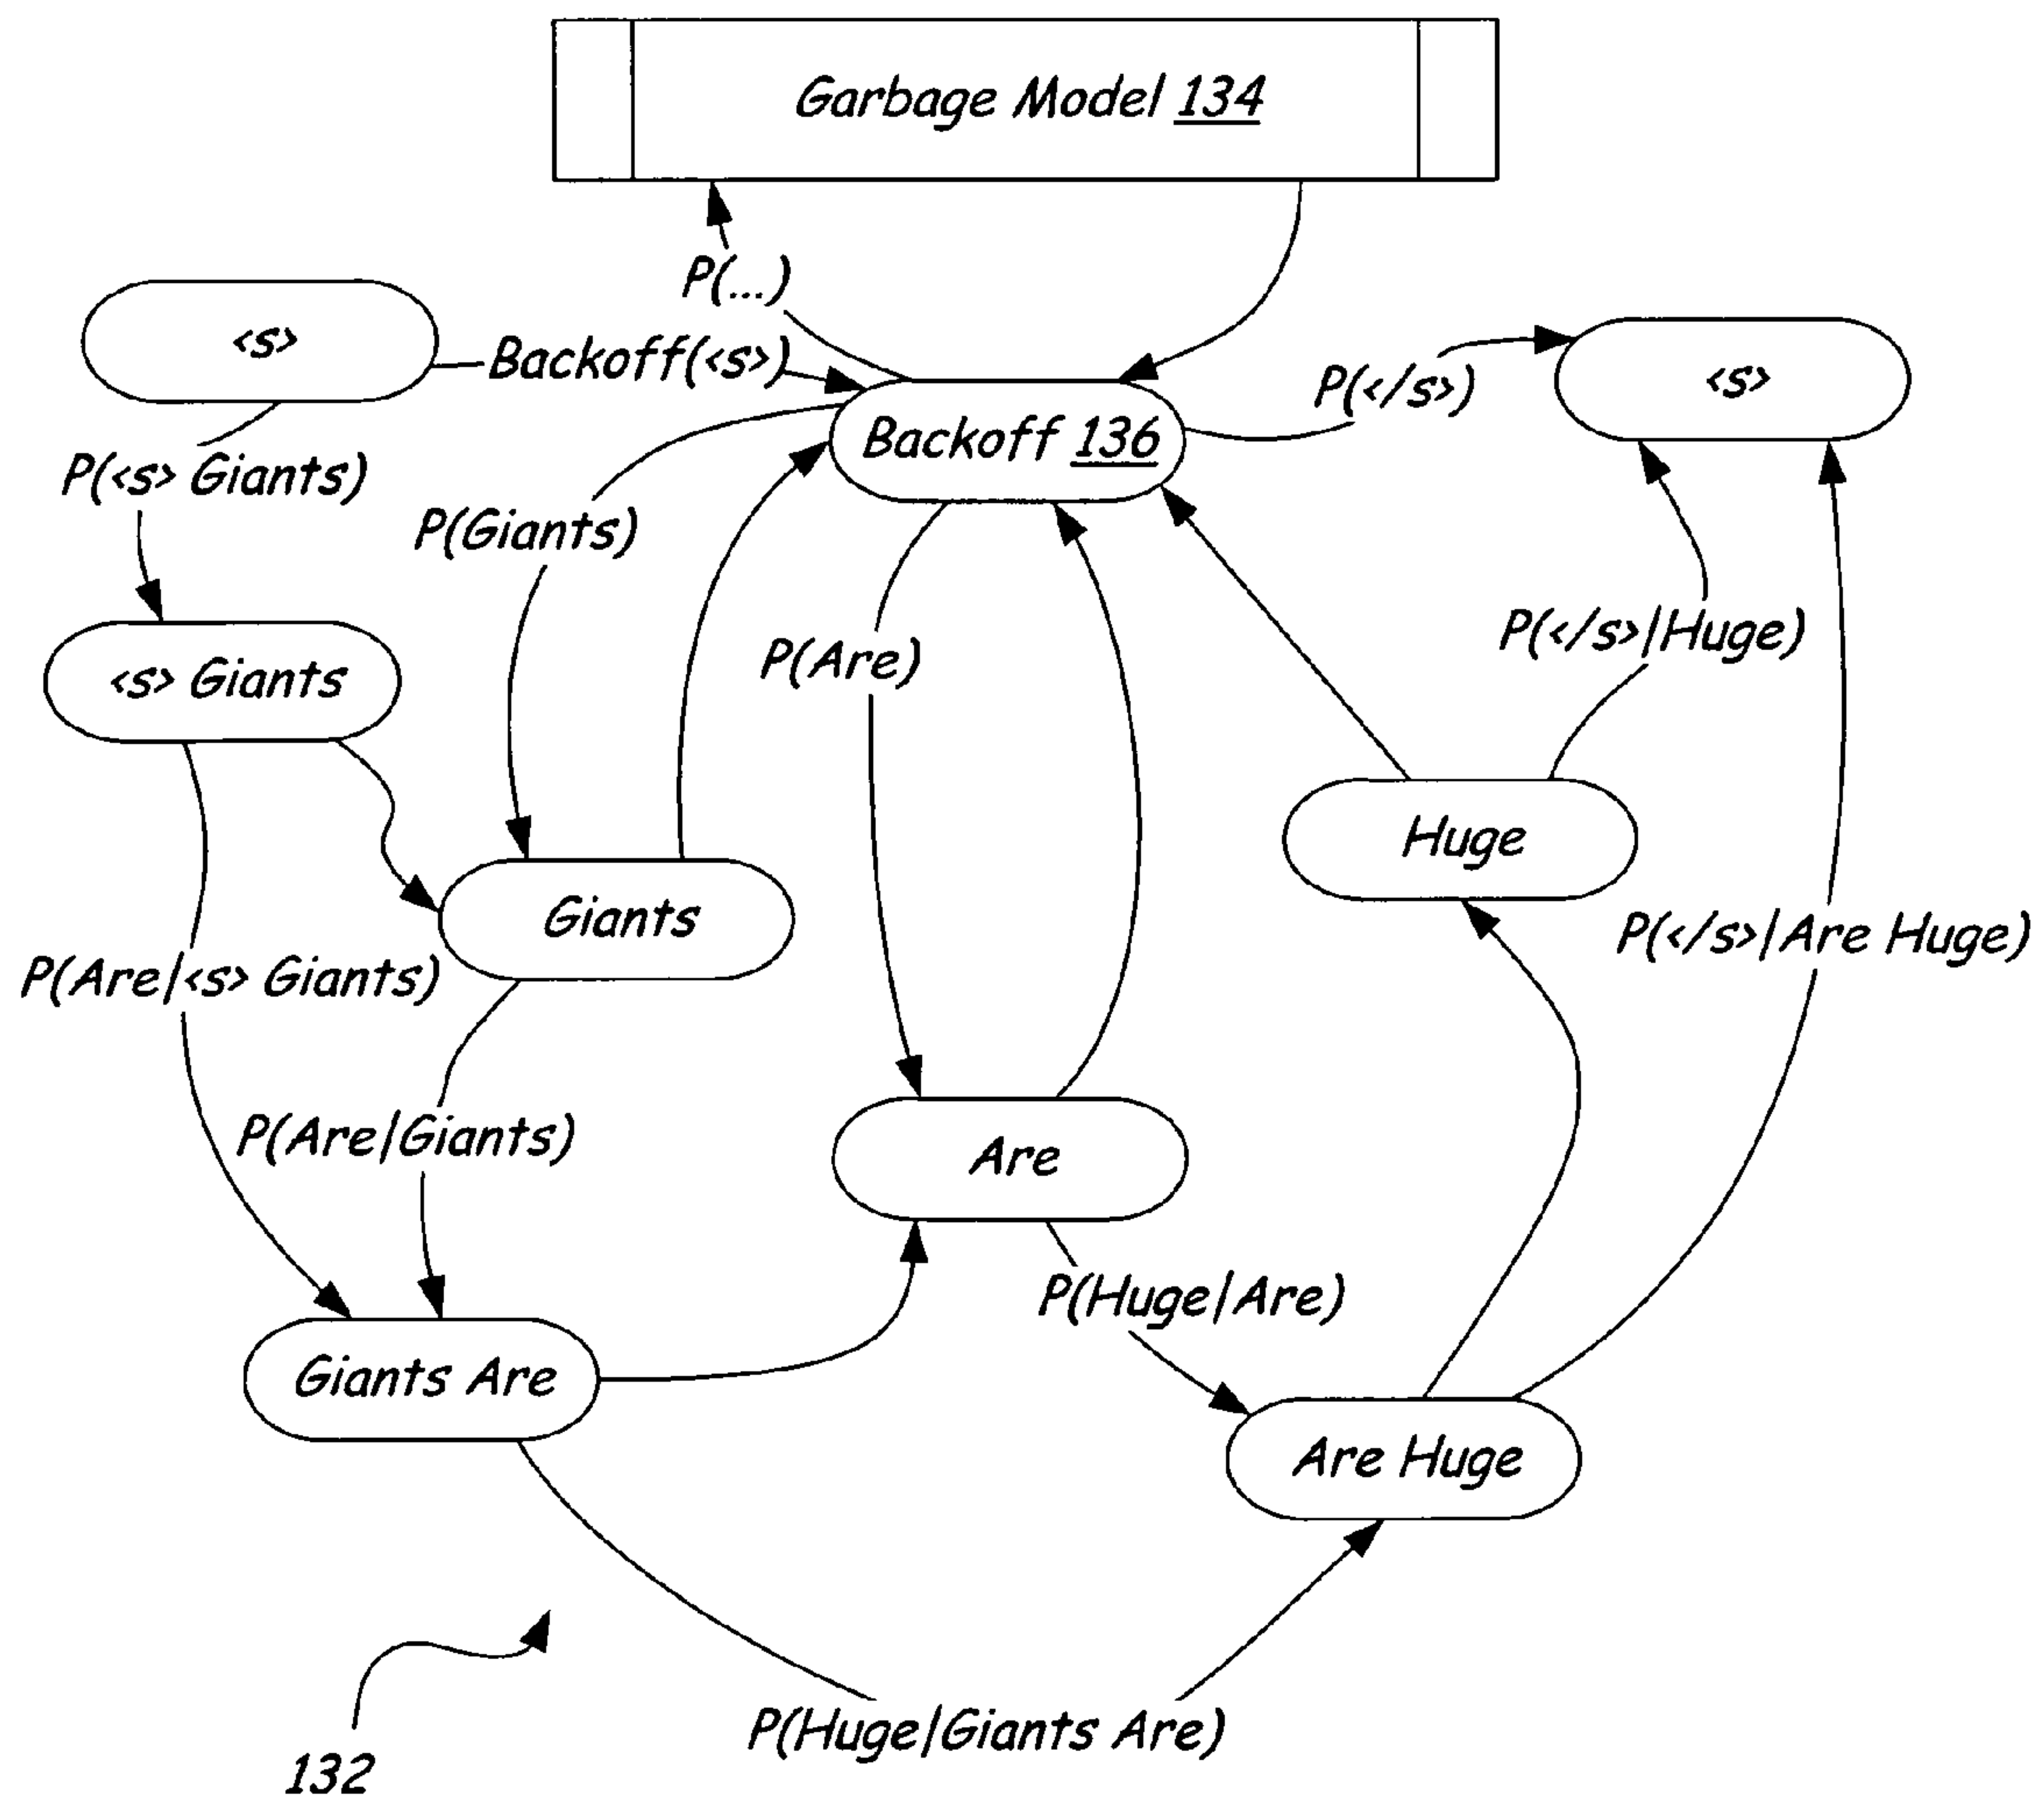 Garbage Model 134
P(...)
<s>
Backoff(<s>)
P(</s>)
<s>
Backoff 136
P(<s> Giants)
P(Giants)
P(Are)
P(</s>|Huge)
<s> Giants
Huge
Giants
P(</s>|Are Huge)
P(Are|<s> Giants)
P(Are|Giants)
Are
P(Huge|Are)
Giants Are
Are Huge
P(Huge|Giants Are)
132